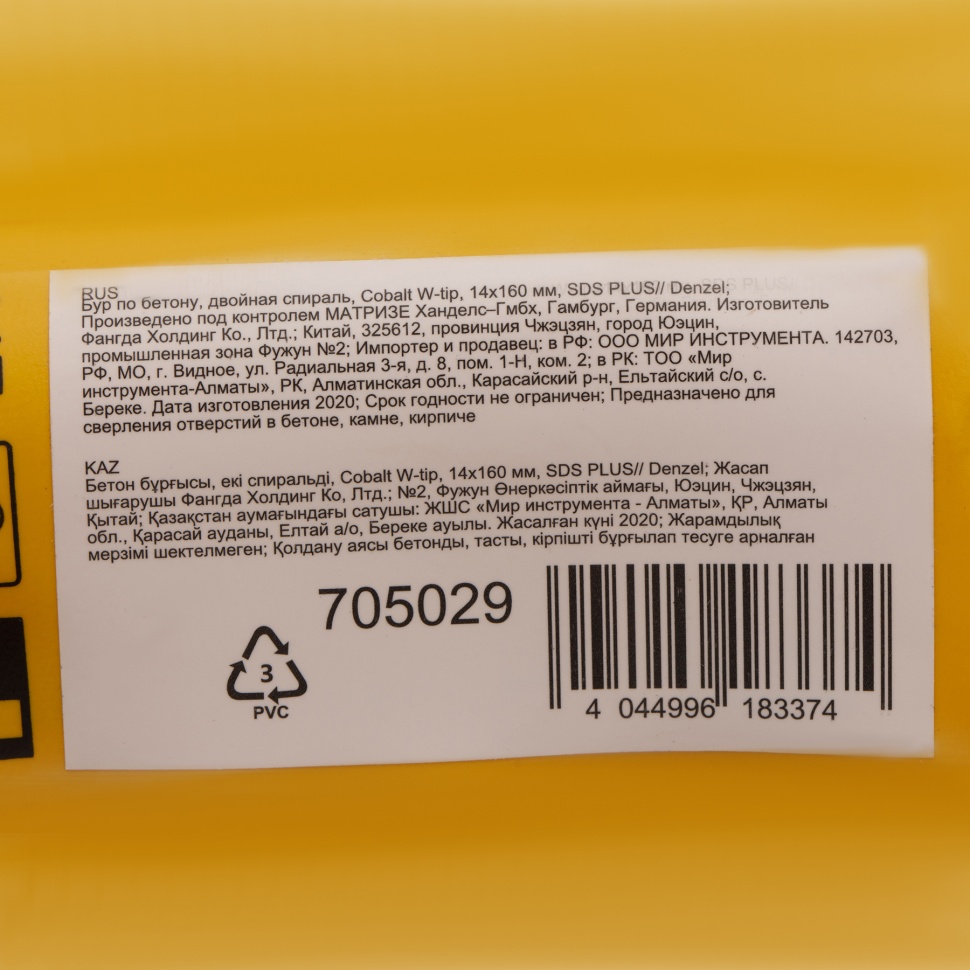 RUS
Бур по бетону, двойная спираль, Cobalt W-tip, 14х160 мм, SDS PLUS// Denzel;
Произведено под контролем МАТРИЗЕ Ханделс–Гмбх, Гамбург, Германия. Изготовитель
Фангда Холдинг Ко., Лтд.; Китай, 325612, провинция Чжэцзян, город Юэцин,
промышленная зона Фужун №2; Импортер и продавец: в РФ: ООО МИР ИНСТРУМЕНТА. 142703,
РФ, МО, г. Видное, ул. Радиальная 3-я, д. 8, пом. 1-Н, ком. 2; в РК: ТОО «Мир
инструмента-Алматы», РК, Алматинская обл., Карасайский р-н, Ельтайский с/о, с.
Береке. Дата изготовления 2020; Срок годности не ограничен; Предназначено для
сверления отверстий в бетоне, камне, кирпиче
KAZ
Бетон бұрғысы, екі спиральді, Cobalt W-tip, 14х160 мм, SDS PLUS// Denzel; Жасап
шығарушы Фангда Холдинг Ко, Лтд.; №2, Фужун Өнеркәсіптік аймағы, Юэцин, Чжэцзян,
Қытай; Қазақстан аумағындағы сатушы: ЖШС «Мир инструмента - Алматы», ҚР, Алматы
обл., Қарасай ауданы, Елтай а/о, Береке ауылы. Жасалған күні 2020; Жарамдылық
мерзімі шектелмеген; Қолдану аясы бетонды, тасты, кірпішті бұрғылап тесуге арналған
705029
3
PVC
4 044996 183374